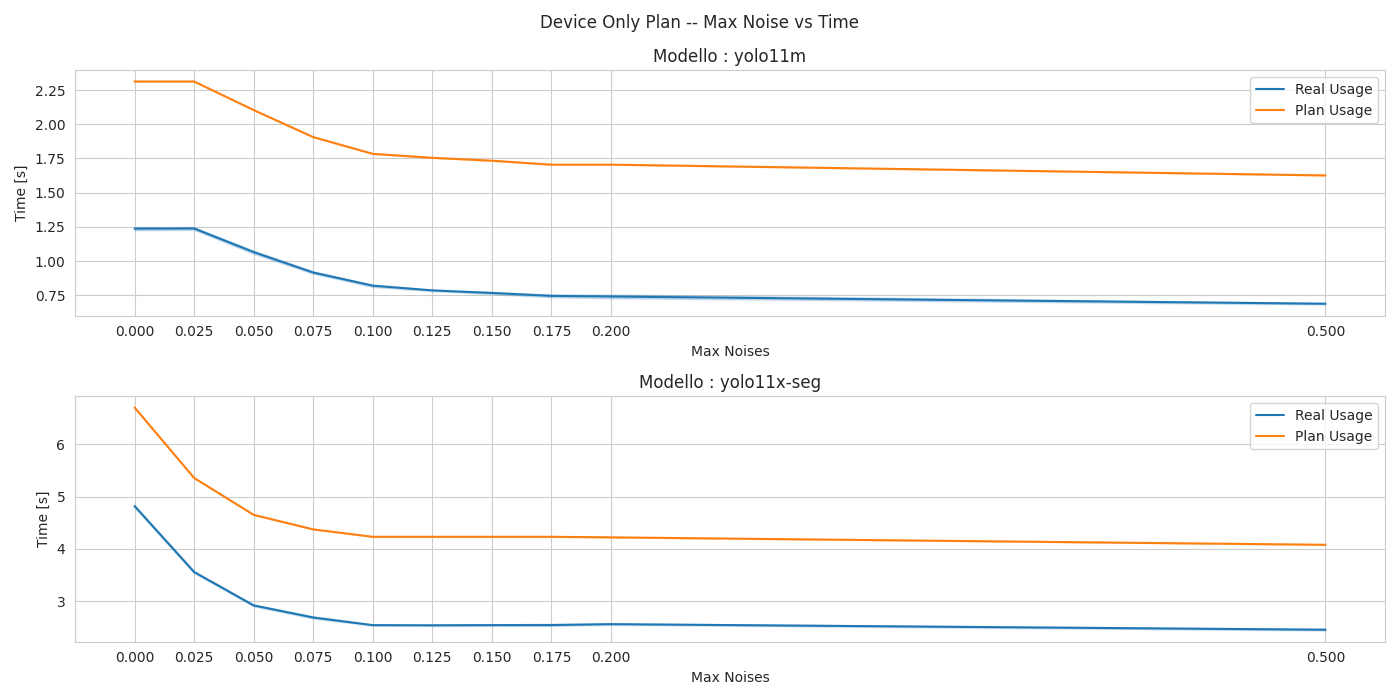 Device Only Plan -- Max Noise vs Time
Modello : yolo11m
Real Usage
Plan Usage
Time [s]
2.25
2.00
1.75
1.50
1.25
1.00
0.75
0.000 0.025 0.050 0.075 0.100 0.125 0.150 0.175 0.200 0.500
Max Noises
Modello : yolo11x-seg
Real Usage
Plan Usage
Time [s]
6
5
4
3
0.000 0.025 0.050 0.075 0.100 0.125 0.150 0.175 0.200 0.500
Max Noises